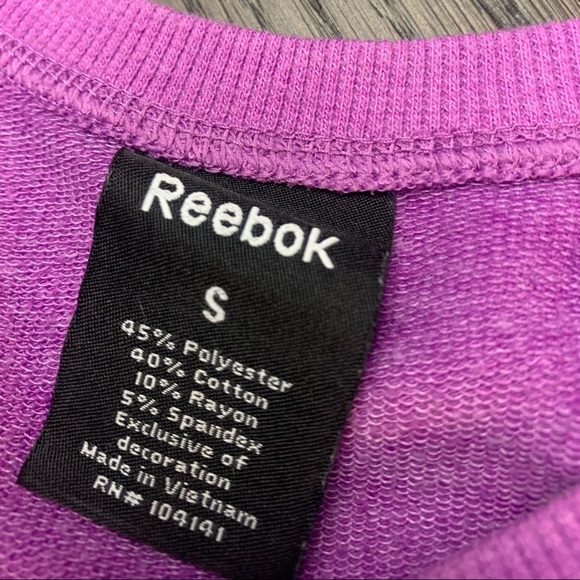 Reebok
S
45% Polyester
40% Cotton
10% Rayon
5% Spandex
Exclusive of
decoration
Made in Vietnam
RN# 104141